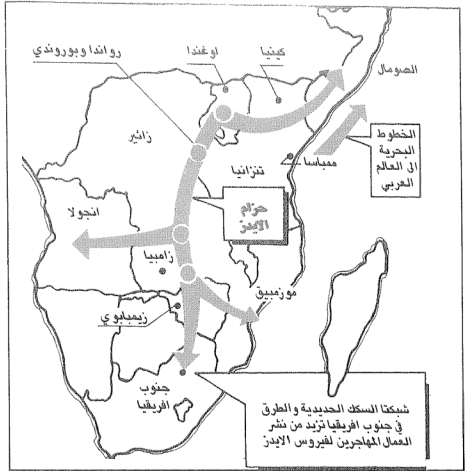 رواندا وبوروندي
اوغندا
كينيا
الصومال
زائير
تنزانيا
ممباسا
الخطوط
البحرية
الى العالم
العربي
حزام
الايدز
انجولا
زامبيا
موزمبيق
زيمبابوي
جنوب
افريقيا
شبكتا السكك الحديدية والطرق
في جنوب افريقيا تزيد من نشر
العمال المهاجرين لفيروس الايدز